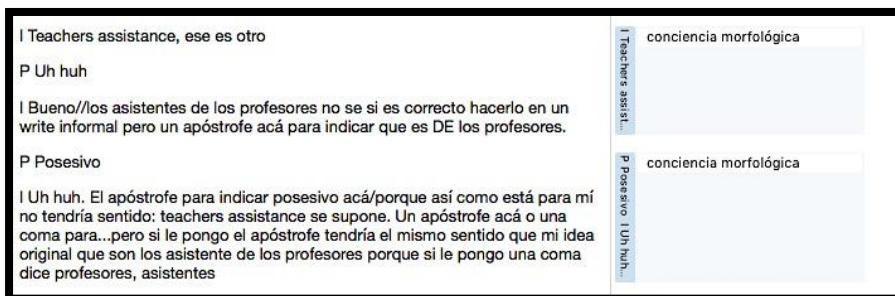 I Teachers assistance, ese es otro
P Uh huh
I Bueno//los asistentes de los profesores no se si es correcto hacerlo en un
write informal pero un apóstrofe acá para indicar que es DE los profesores.
P Posesivo
I Uh huh. El apóstrofe para indicar posesivo acá/porque así como está para mí
no tendría sentido: teachers assistance se supone. Un apóstrofe acá o una
coma para...pero si le pongo el apóstrofe tendría el mismo sentido que mi idea
original que son los asistente de los profesores porque si le pongo una coma
dice profesores, asistentes
I Teachers assist...
conciencia morfológica
P Posesivo I Uh huh...
conciencia morfológica